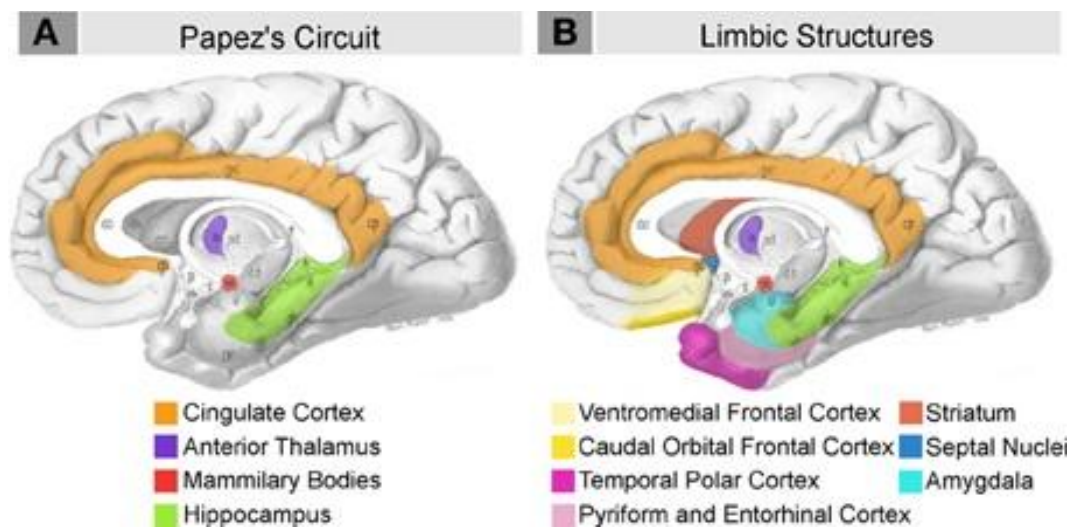 A
Papez's Circuit
B
Limbic Structures
Cingulate Cortex
Anterior Thalamus
Mammilary Bodies
Hippocampus
Ventromedial Frontal Cortex
Striatum
Caudal Orbital Frontal Cortex
Septal Nuclei
Temporal Polar Cortex
Amygdala
Pyriform and Entorhinal Cortex